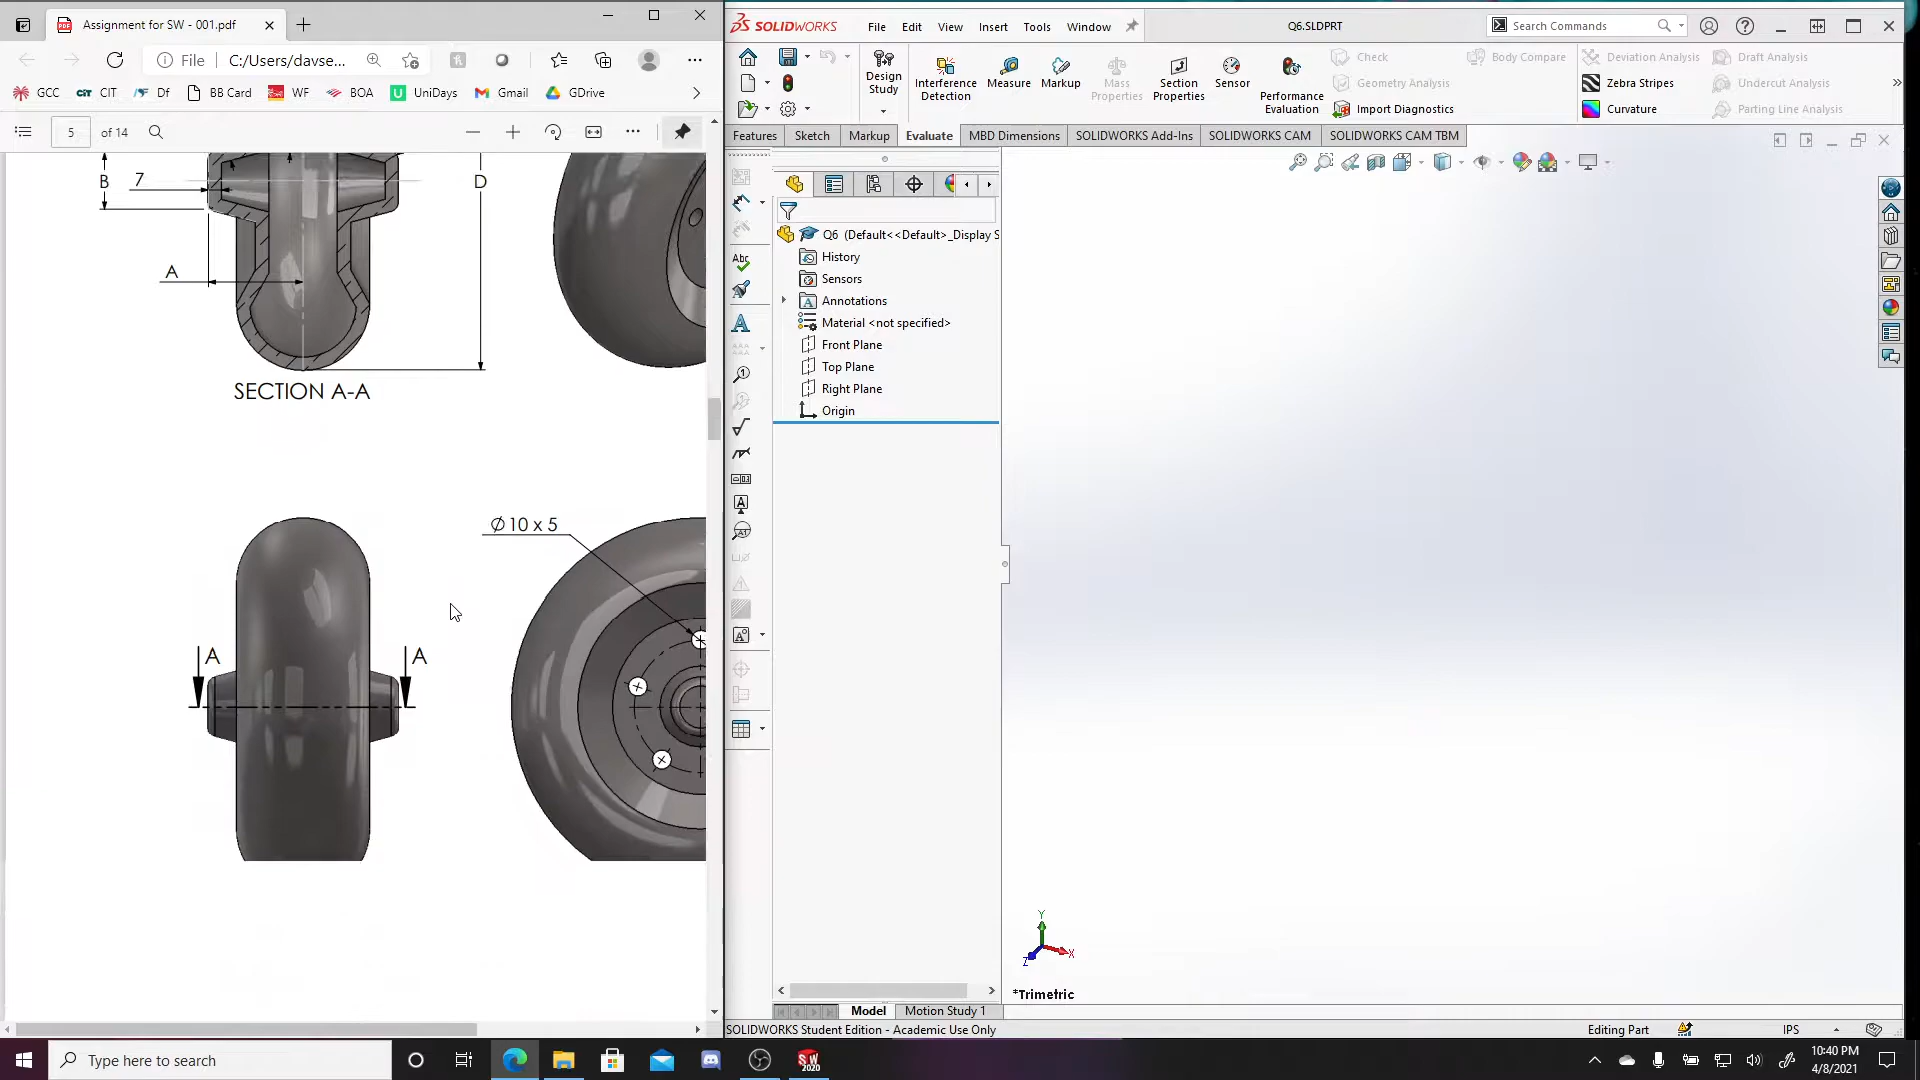 Assignment for SW - 001.pdf
File
C:/Users/davse...
GCC
CIT
Df
BB Card
WF
BOA
UniDays
Gmail
GDrive
5 of 14
B
7
D
A
SECTION A-A
Ø10 x 5
A
A
SOLIDWORKS
File
Edit
View
Insert
Tools
Window
Q6.SLDPRT
Search Commands
Design Study
Interference Detection
Measure
Markup
Mass Properties
Section Properties
Sensor
Performance Evaluation
Check
Geometry Analysis
Import Diagnostics
Body Compare
Deviation Analysis
Zebra Stripes
Curvature
Draft Analysis
Undercut Analysis
Parting Line Analysis
Features
Sketch
Markup
Evaluate
MBD Dimensions
SOLIDWORKS Add-Ins
SOLIDWORKS CAM
SOLIDWORKS CAM TBM
Q6 (Default<<Default>_Display S
History
Sensors
Annotations
Material <not specified>
Front Plane
Top Plane
Right Plane
Origin
Y
X
Z
*Trimetric
Model
Motion Study 1
SOLIDWORKS Student Edition - Academic Use Only
Editing Part
IPS
Type here to search
10:40 PM
4/8/2021